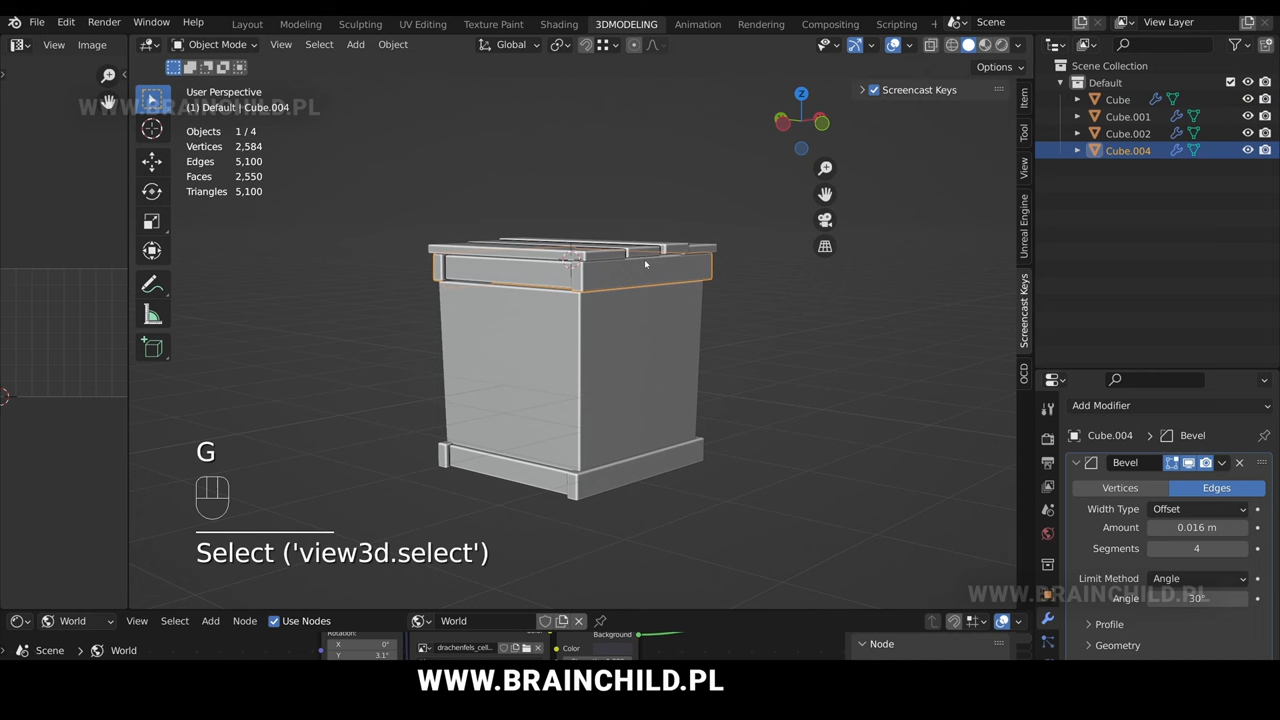 File Edit Render Window Help Layout Modeling Sculpting UV Editing Texture Paint Shading 3DMODELING Animation Rendering Compositing Scripting + Scene View Layer
View Image Object Mode View Select Add Object Global
Options
Scene Collection
Default
Cube
Cube.001
Cube.002
Cube.004
User Perspective
(1) Default | Cube.004
Objects 1 / 4
Vertices 2,584
Edges 5,100
Faces 2,550
Triangles 5,100
WWW.BRAINCHILD.PL
Screencast Keys
Z
Item
Tool
View
Unreal Engine
Screencast Keys
OCD
G
Select ('view3d.select')
Add Modifier
Cube.004 > Bevel
Bevel
Vertices Edges
Width Type Offset
Amount 0.016 m
Segments 4
Limit Method Angle
Angle 30°
Profile
Geometry
WWW.BRAINCHILD.PL
World View Select Add Node Use Nodes World
Rotation:
X 0°
Y 3.1°
drachenfels_cell...
Color
Background
Node
Scene > World
WWW.BRAINCHILD.PL